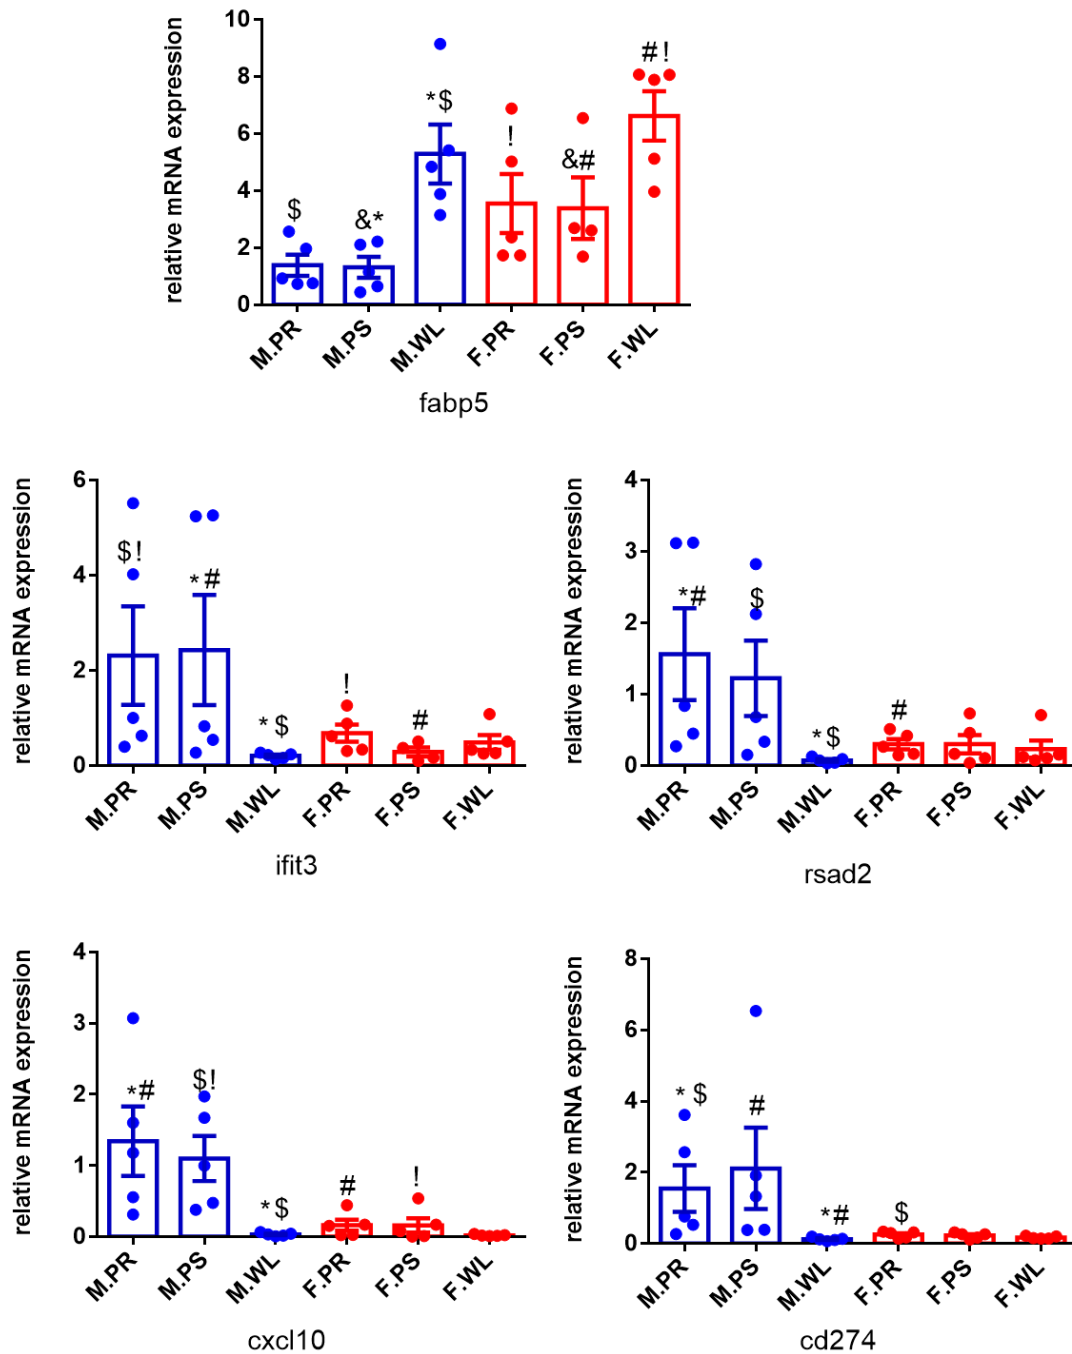 relative mRNA expression
10
8
6
4
2
0
$
&*
*$
!
&#
#!
M.PR
M.PS
M.WL
F.PR
F.PS
F.WL
fabp5
relative mRNA expression
6
4
2
0
$!
*#
*$
!
#
M.PR
M.PS
M.WL
F.PR
F.PS
F.WL
ifit3
relative mRNA expression
4
3
2
1
0
*#
$
*$
#
M.PR
M.PS
M.WL
F.PR
F.PS
F.WL
rsad2
relative mRNA expression
4
3
2
1
0
*#
$!
*$
#
!
M.PR
M.PS
M.WL
F.PR
F.PS
F.WL
cxcl10
relative mRNA expression
8
6
4
2
0
* $
#
*#
$
M.PR
M.PS
M.WL
F.PR
F.PS
F.WL
cd274